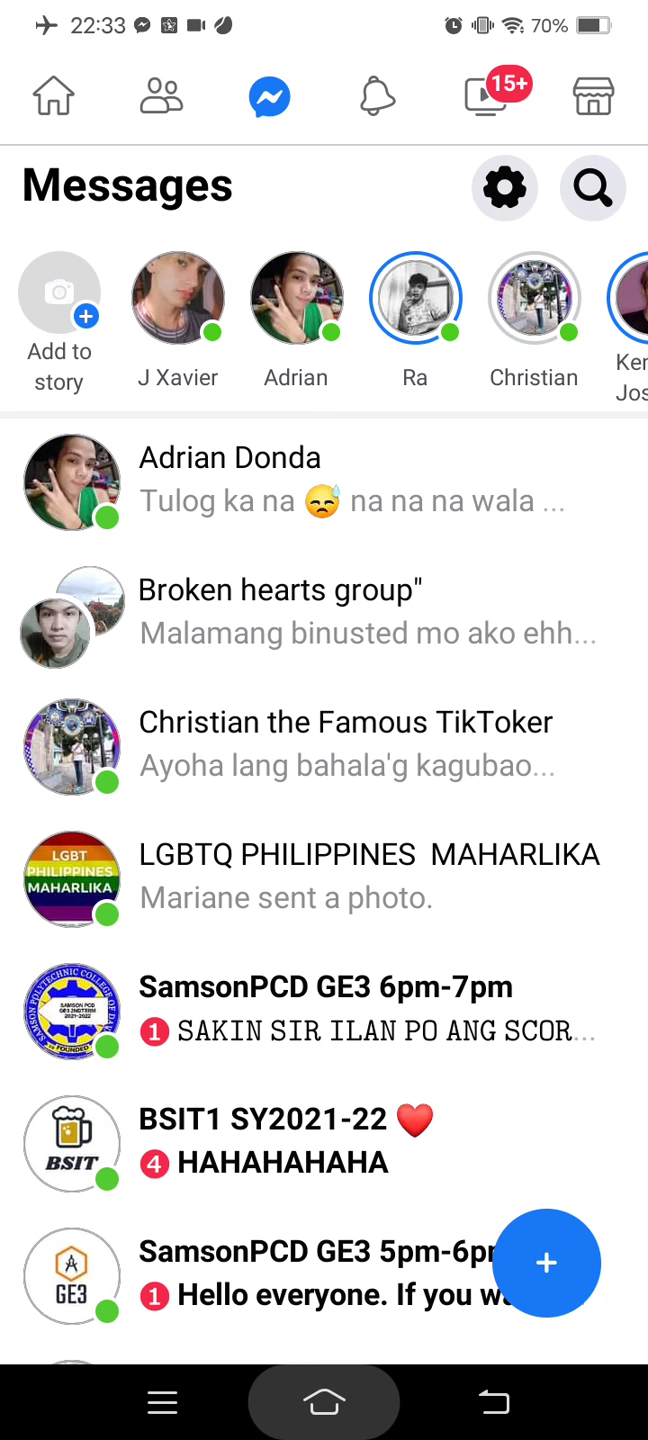 22:33
70%
15+
Messages
Add to
story
J Xavier
Adrian
Ra
Christian
Ker
Jos
Adrian Donda
Tulog ka na 😓 na na na wala ...
Broken hearts group"
Malamang binusted mo ako ehh...
Christian the Famous TikToker
Ayoha lang bahala'g kagubao...
LGBT
PHILIPPINES
MAHARLIKA
LGBTQ PHILIPPINES MAHARLIKA
Mariane sent a photo.
SamsonPCD GE3 6pm-7pm
1 SAKIN SIR ILAN PO ANG SCOR...
BSIT
BSIT1 SY2021-22 ❤️
4 HAHAHAHAHA
GE3
SamsonPCD GE3 5pm-6p
1 Hello everyone. If you w